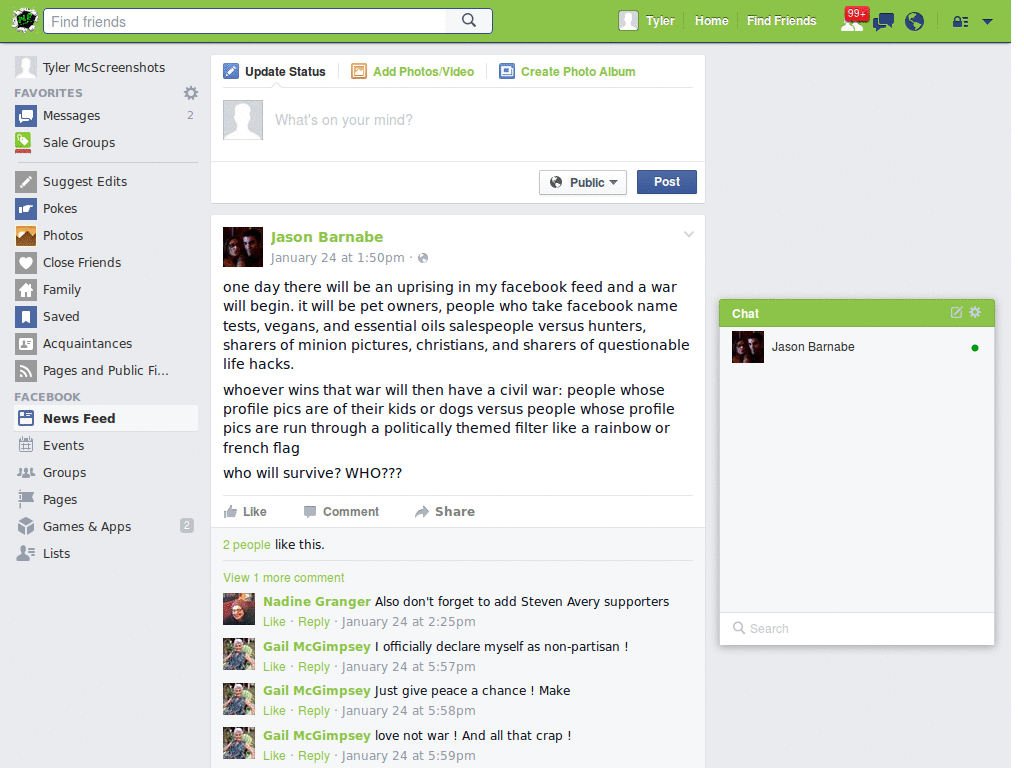 Find friends
Tyler
Home
Find Friends
99+
Tyler McScreenshots
FAVORITES
Messages 2
Sale Groups
Suggest Edits
Pokes
Photos
Close Friends
Family
Saved
Acquaintances
Pages and Public Fi...
FACEBOOK
News Feed
Events
Groups
Pages
Games & Apps 2
Lists
Update Status
Add Photos/Video
Create Photo Album
What's on your mind?
Public
Post
Jason Barnabe
January 24 at 1:50pm ·
one day there will be an uprising in my facebook feed and a war
will begin. it will be pet owners, people who take facebook name
tests, vegans, and essential oils salespeople versus hunters,
sharers of minion pictures, christians, and sharers of questionable
life hacks.
whoever wins that war will then have a civil war: people whose
profile pics are of their kids or dogs versus people whose profile
pics are run through a politically themed filter like a rainbow or
french flag
who will survive? WHO???
Like
Comment
Share
2 people like this.
View 1 more comment
Nadine Granger Also don't forget to add Steven Avery supporters
Like · Reply · January 24 at 2:25pm
Gail McGimpsey I officially declare myself as non-partisan !
Like · Reply · January 24 at 5:57pm
Gail McGimpsey Just give peace a chance ! Make
Like · Reply · January 24 at 5:58pm
Gail McGimpsey love not war ! And all that crap !
Like · Reply · January 24 at 5:59pm
Chat
Jason Barnabe
Search